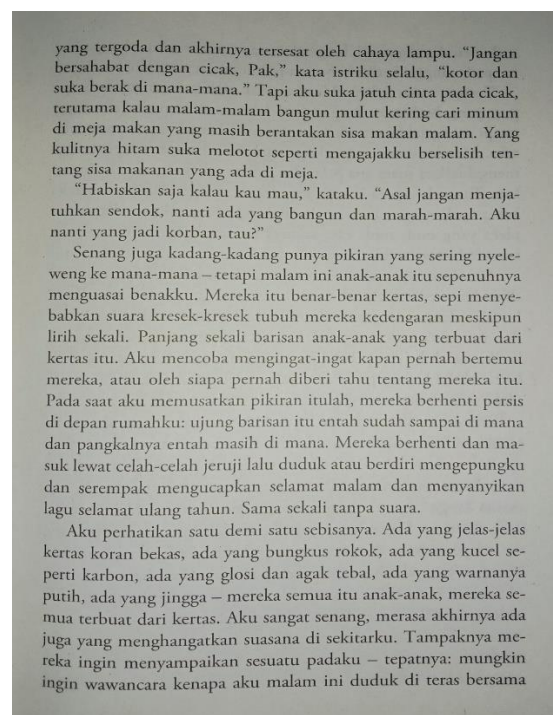 yang tergoda dan akhirnya tersesat oleh cahaya lampu. “Jangan
bersahabat dengan cicak, Pak,” kata istriku selalu, “kotor dan
suka berak di mana-mana.” Tapi aku suka jatuh cinta pada cicak,
terutama kalau malam-malam bangun mulut kering cari minum
di meja makan yang masih berantakan sisa makan malam. Yang
kulitnya hitam suka melotot seperti mengajakku berselisih ten-
tang sisa makanan yang ada di meja.
“Habiskan saja kalau kau mau,” kataku. “Asal jangan menja-
tuhkan sendok, nanti ada yang bangun dan marah-marah. Aku
nanti yang jadi korban, tau?”
Senang juga kadang-kadang punya pikiran yang sering nyele-
weng ke mana-mana – tetapi malam ini anak-anak itu sepenuhnya
menguasai benakku. Mereka itu benar-benar kertas, sepi menye-
babkan suara kresek-kresek tubuh mereka kedengaran meskipun
lirih sekali. Panjang sekali barisan anak-anak yang terbuat dari
kertas itu. Aku mencoba mengingat-ingat kapan pernah bertemu
mereka, atau oleh siapa pernah diberi tahu tentang mereka itu.
Pada saat aku memusatkan pikiran itulah, mereka berhenti persis
di depan rumahku: ujung barisan itu entah sudah sampai di mana
dan pangkalnya entah masih di mana. Mereka berhenti dan ma-
suk lewat celah-celah jeruji lalu duduk atau berdiri mengepungku
dan serempak mengucapkan selamat malam dan menyanyikan
lagu selamat ulang tahun. Sama sekali tanpa suara.
Aku perhatikan satu demi satu sebisanya. Ada yang jelas-jelas
kertas koran bekas, ada yang bungkus rokok, ada yang kucel se-
perti karbon, ada yang glosi dan agak tebal, ada yang warnanya
putih, ada yang jingga – mereka semua itu anak-anak, mereka se-
mua terbuat dari kertas. Aku sangat senang, merasa akhirnya ada
juga yang menghangatkan suasana di sekitarku. Tampaknya me-
reka ingin menyampaikan sesuatu padaku – tepatnya: mungkin
ingin wawancara kenapa aku malam ini duduk di teras bersama